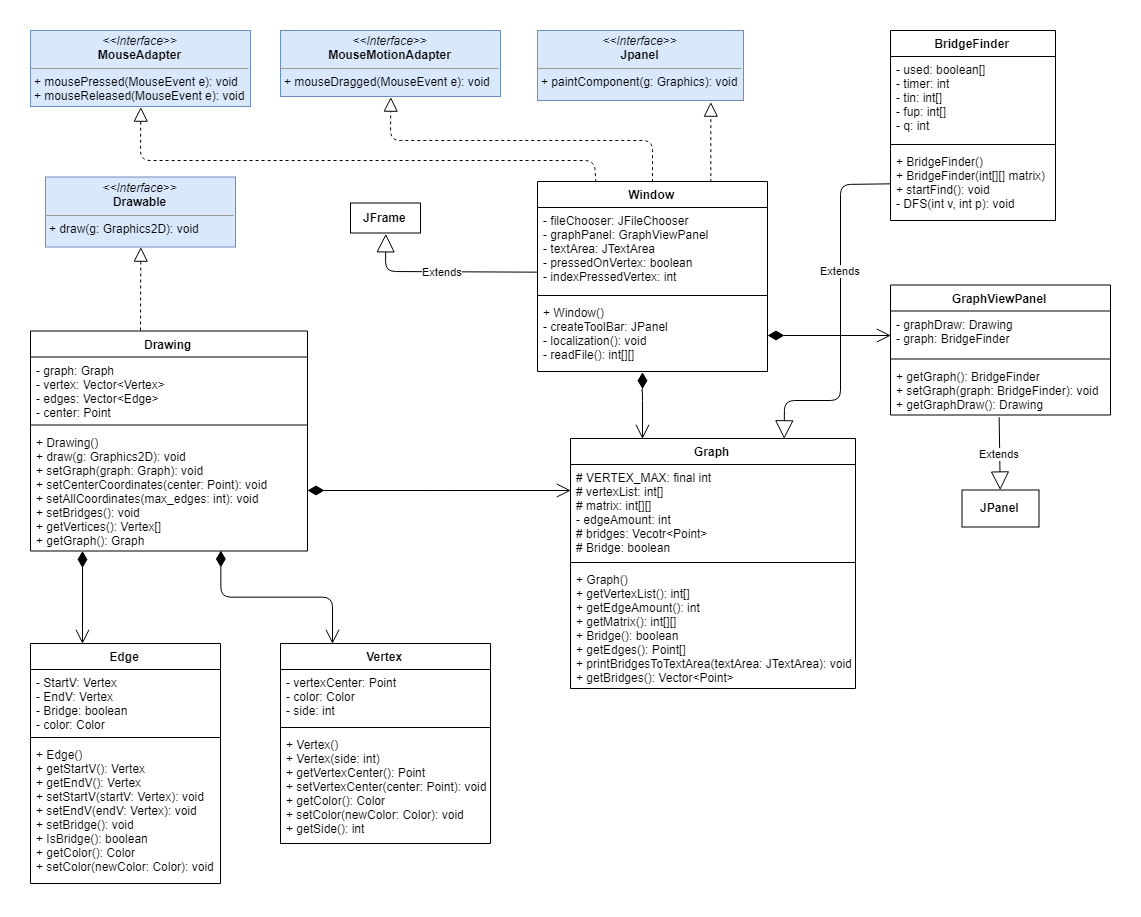 <<Interface>>
MouseAdapter
+ mousePressed(MouseEvent e): void
+ mouseReleased(MouseEvent e): void
<<Interface>>
MouseMotionAdapter
+ mouseDragged(MouseEvent e): void
<<Interface>>
Jpanel
+ paintComponent(g: Graphics): void
BridgeFinder
- used: boolean[]
- timer: int
- tin: int[]
- fup: int[]
- q: int
+ BridgeFinder()
+ BridgeFinder(int[][] matrix)
+ startFind(): void
- DFS(int v, int p): void
<<Interface>>
Drawable
+ draw(g: Graphics2D): void
JFrame
Extends
Window
- fileChooser: JFileChooser
- graphPanel: GraphViewPanel
- textArea: JTextArea
- pressedOnVertex: boolean
- indexPressedVertex: int
+ Window()
- createToolBar: JPanel
- localization(): void
- readFile(): int[][]
Extends
GraphViewPanel
- graphDraw: Drawing
- graph: BridgeFinder
+ getGraph(): BridgeFinder
+ setGraph(graph: BridgeFinder): void
+ getGraphDraw(): Drawing
Extends
JPanel
Drawing
- graph: Graph
- vertex: Vector<Vertex>
- edges: Vector<Edge>
- center: Point
+ Drawing()
+ draw(g: Graphics2D): void
+ setGraph(graph: Graph): void
+ setCenterCoordinates(center: Point): void
+ setAllCoordinates(max_edges: int): void
+ setBridges(): void
+ getVertices(): Vertex[]
+ getGraph(): Graph
Graph
# VERTEX_MAX: final int
# vertexList: int[]
# matrix: int[][]
- edgeAmount: int
# bridges: Vecotr<Point>
# Bridge: boolean
+ Graph()
+ getVertexList(): int[]
+ getEdgeAmount(): int
+ getMatrix(): int[][]
+ Bridge(): boolean
+ getEdges(): Point[]
+ printBridgesToTextArea(textArea: JTextArea): void
+ getBridges(): Vector<Point>
Edge
- StartV: Vertex
- EndV: Vertex
- Bridge: boolean
- color: Color
+ Edge()
+ getStartV(): Vertex
+ getEndV(): Vertex
+ setStartV(startV: Vertex): void
+ setEndV(endV: Vertex): void
+ setBridge(): void
+ IsBridge(): boolean
+ getColor(): Color
+ setColor(newColor: Color): void
Vertex
- vertexCenter: Point
- color: Color
- side: int
+ Vertex()
+ Vertex(side: int)
+ getVertexCenter(): Point
+ setVertexCenter(center: Point): void
+ getColor(): Color
+ setColor(newColor: Color): void
+ getSide(): int